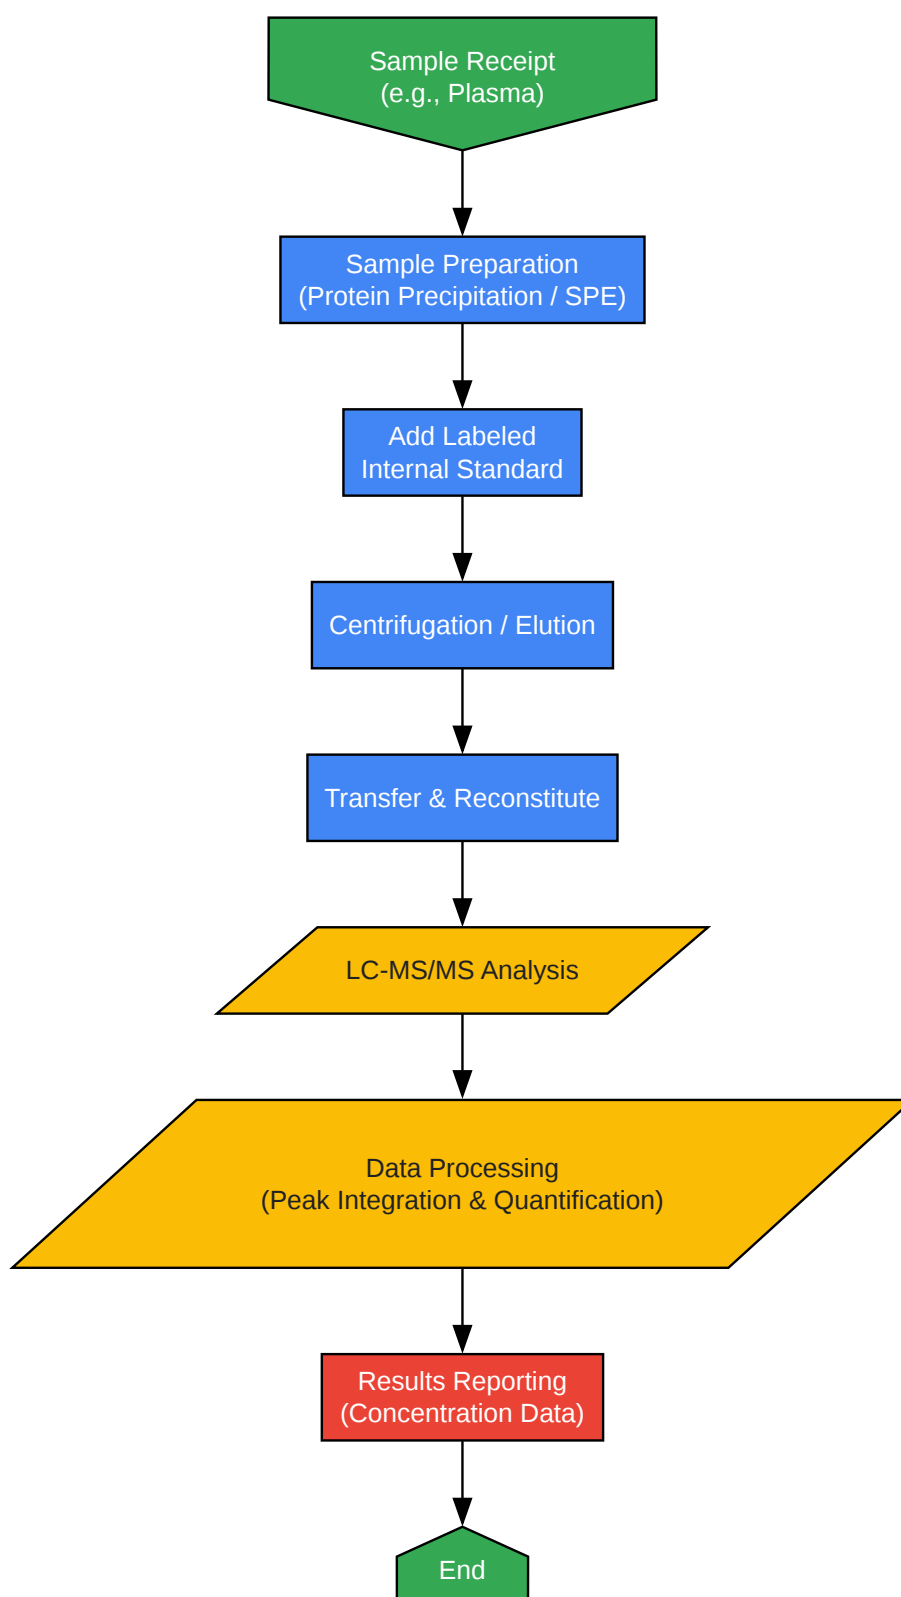 Sample Receipt
(e.g., Plasma)
Sample Preparation
(Protein Precipitation / SPE)
Add Labeled
Internal Standard
Centrifugation / Elution
Transfer & Reconstitute
LC-MS/MS Analysis
Data Processing
(Peak Integration & Quantification)
Results Reporting
(Concentration Data)
End